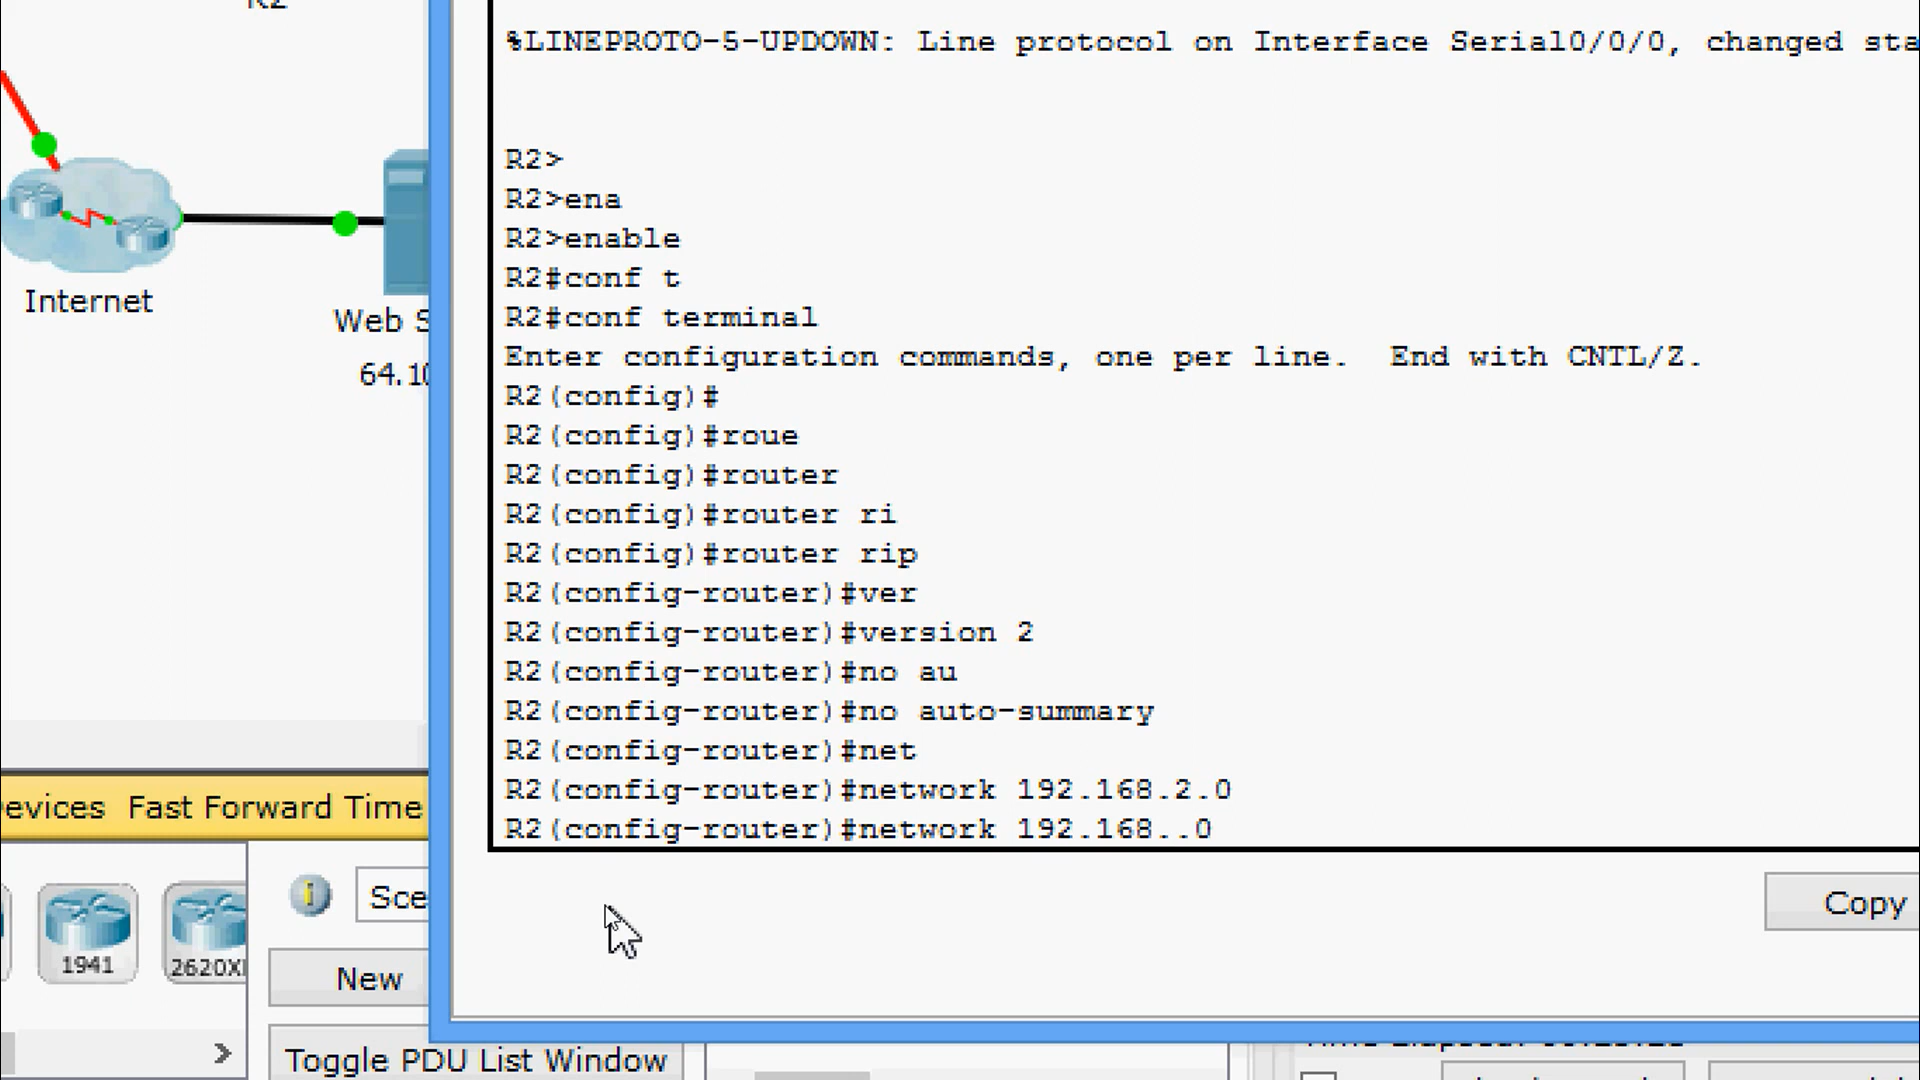 %LINEPROTO-5-UPDOWN: Line protocol on Interface Serial0/0/0, changed sta
R2>
R2>ena
R2>enable
R2#conf t
R2#conf terminal
Enter configuration commands, one per line.  End with CNTL/Z.
R2(config)#
R2(config)#roue
R2(config)#router
R2(config)#router ri
R2(config)#router rip
R2(config-router)#ver
R2(config-router)#version 2
R2(config-router)#no au
R2(config-router)#no auto-summary
R2(config-router)#net
R2(config-router)#network 192.168.2.0
R2(config-router)#network 192.168..0
Copy
Internet
Web S
64.10
evices Fast Forward Time
1941
2620X
Sce
New
Toggle PDU List Window